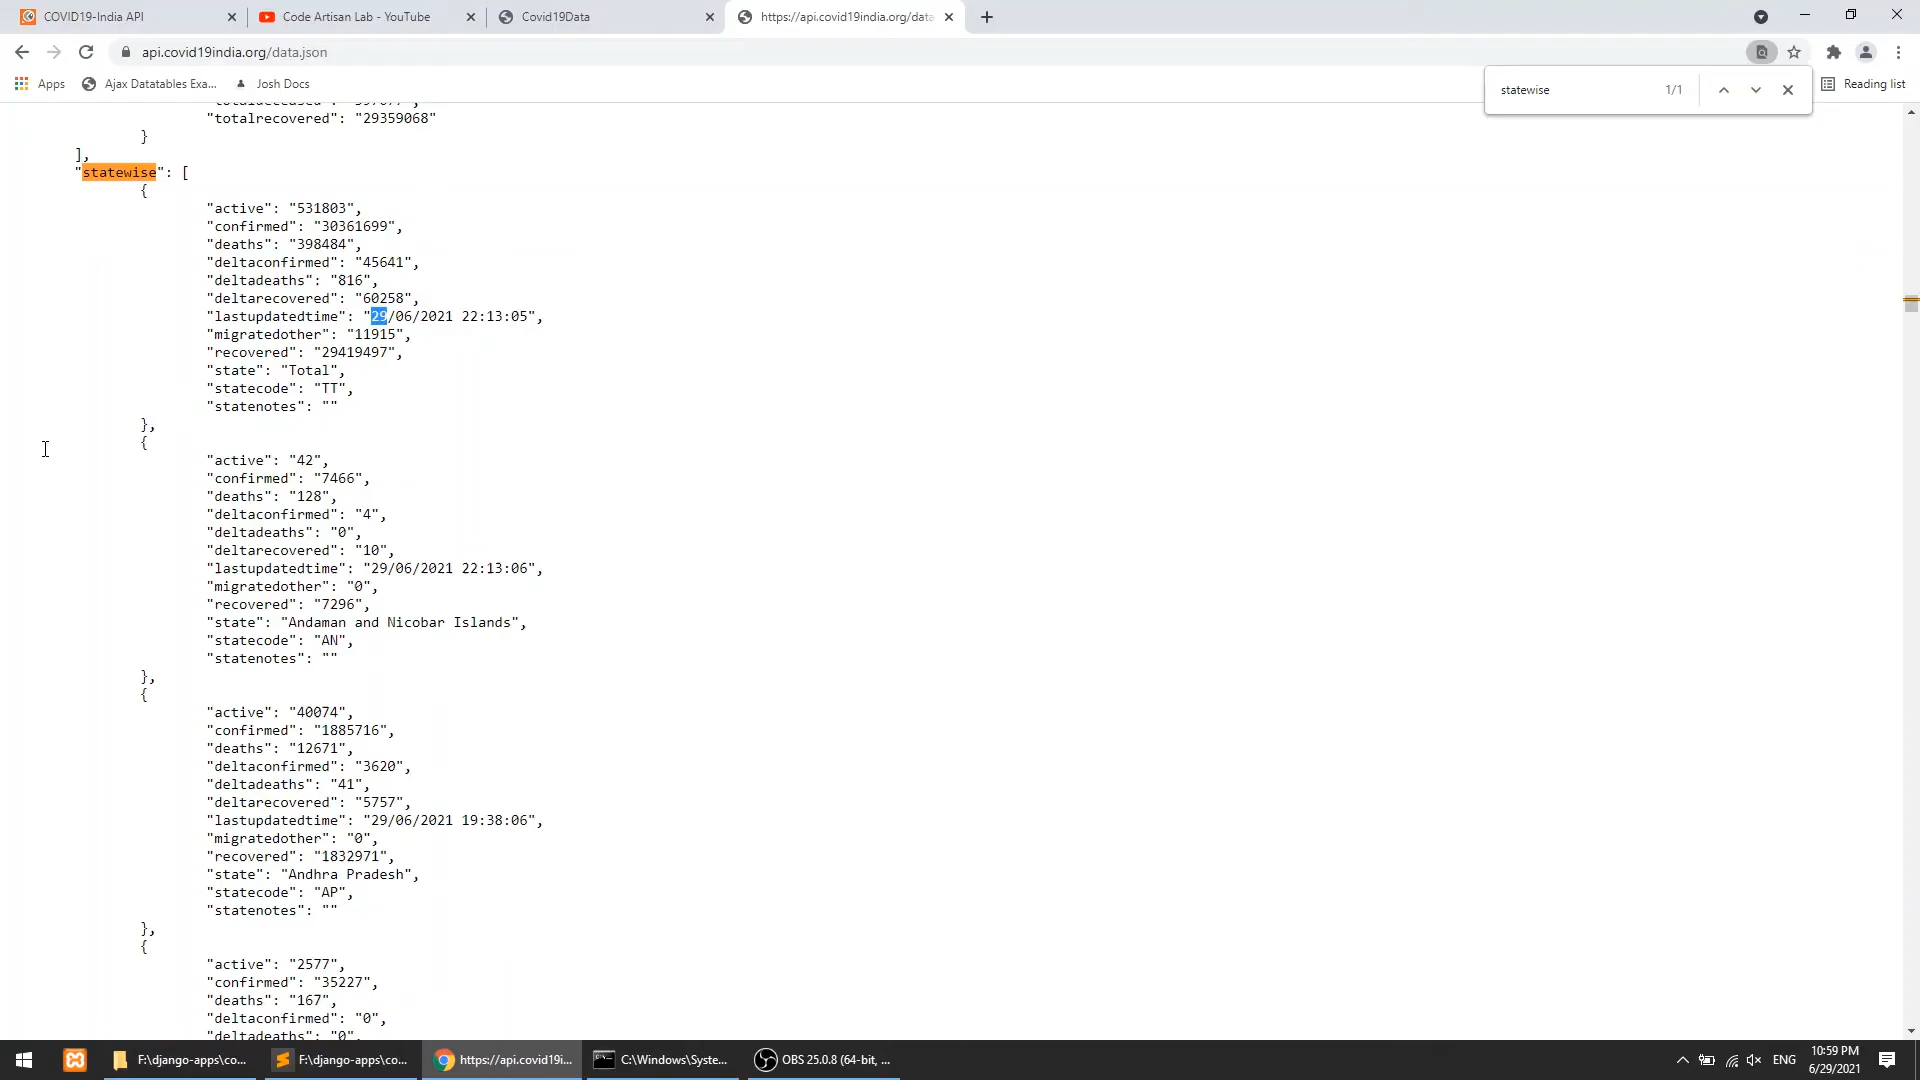 COVID19-India API
Code Artisan Lab - YouTube
Covid19Data
https://api.covid19india.org/data
api.covid19india.org/data.json
Apps
Ajax Datatables Exa...
Josh Docs
statewise
1/1
Reading list
"totalrecovered": "29359068"
}
],
"statewise": [
{
"active": "531803",
"confirmed": "30361699",
"deaths": "398484",
"deltaconfirmed": "45641",
"deltadeaths": "816",
"deltarecovered": "60258",
"lastupdatedtime": "29/06/2021 22:13:05",
"migratedother": "11915",
"recovered": "29419497",
"state": "Total",
"statecode": "TT",
"statenotes": ""
},
{
"active": "42",
"confirmed": "7466",
"deaths": "128",
"deltaconfirmed": "4",
"deltadeaths": "0",
"deltarecovered": "10",
"lastupdatedtime": "29/06/2021 22:13:06",
"migratedother": "0",
"recovered": "7296",
"state": "Andaman and Nicobar Islands",
"statecode": "AN",
"statenotes": ""
},
{
"active": "40074",
"confirmed": "1885716",
"deaths": "12671",
"deltaconfirmed": "3620",
"deltadeaths": "41",
"deltarecovered": "5757",
"lastupdatedtime": "29/06/2021 19:38:06",
"migratedother": "0",
"recovered": "1832971",
"state": "Andhra Pradesh",
"statecode": "AP",
"statenotes": ""
},
{
"active": "2577",
"confirmed": "35227",
"deaths": "167",
"deltaconfirmed": "0",
"deltadeaths": "0",
F:\django-apps\co...
F:\django-apps\co...
https://api.covid19i...
C:\Windows\Syste...
OBS 25.0.8 (64-bit, ...
ENG
10:59 PM
6/29/2021